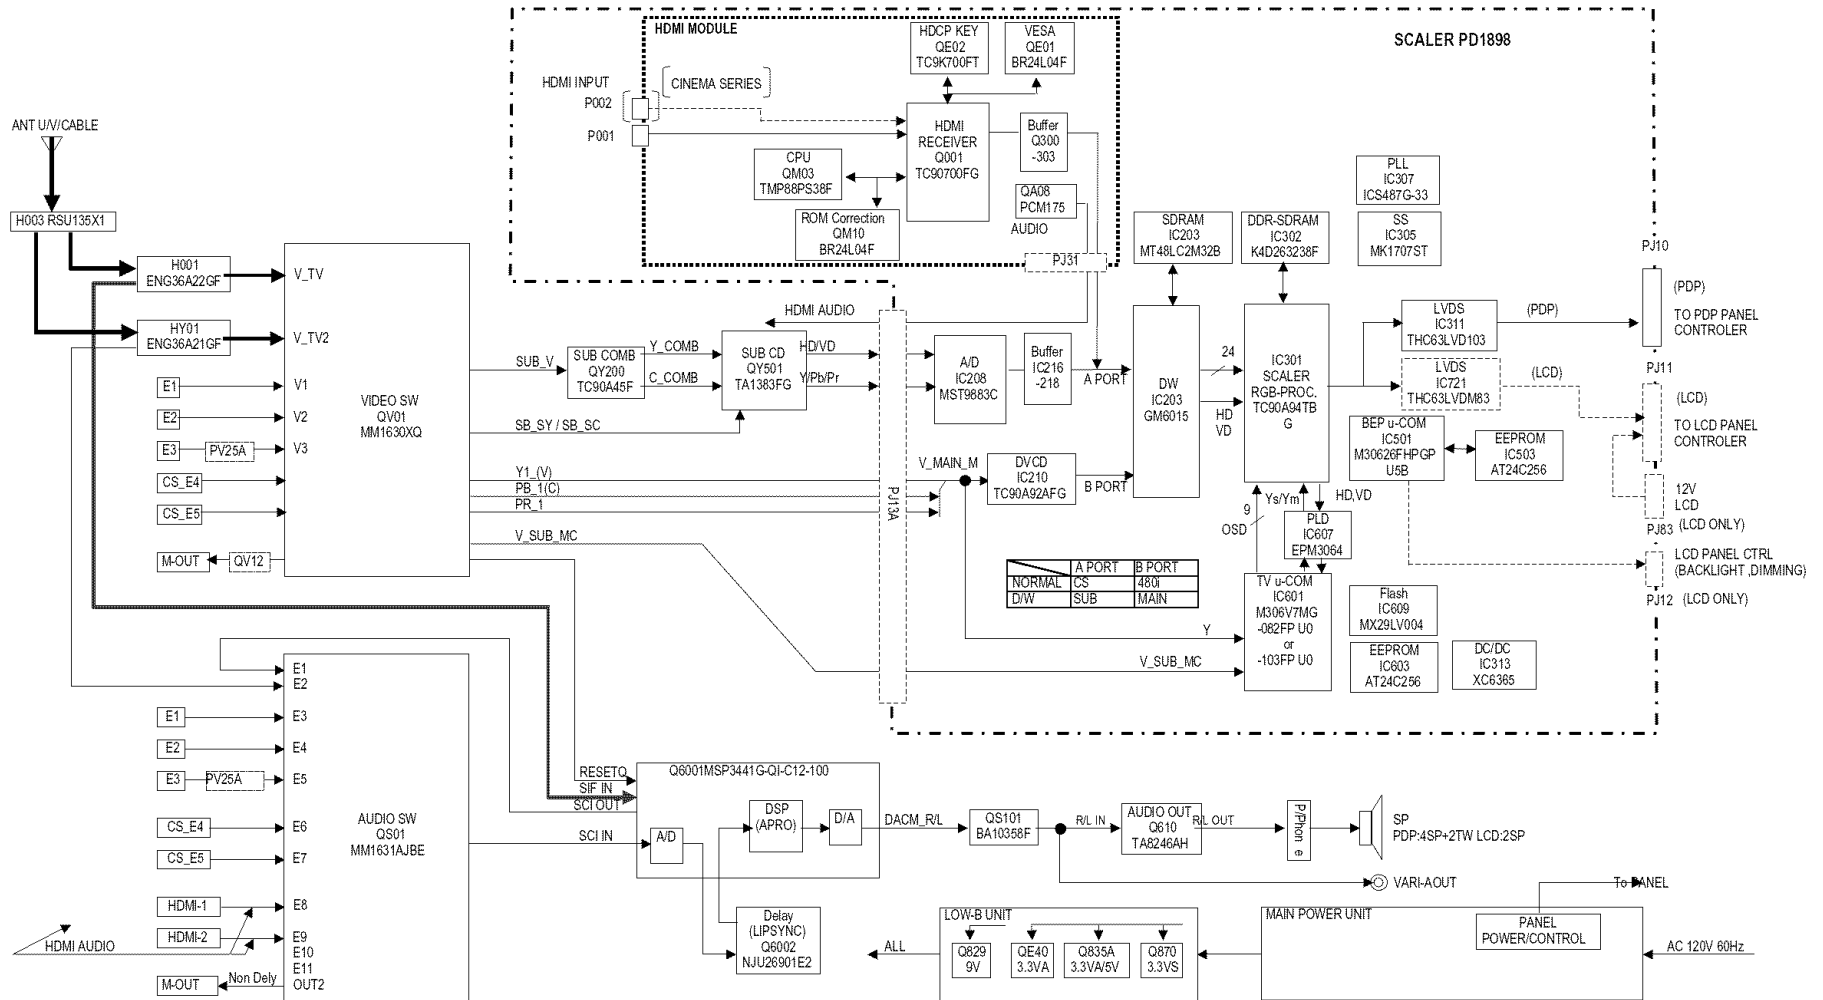 HDMI MODULE
SCALER PD1898
HDCP KEY
QE02
TC9K700FT
VESA
QE01
BR24L04F
HDMI INPUT
P002
CINEMA SERIES
P001
HDMI
RECEIVER
Q001
TC90700FG
Buffer
Q300
-303
CPU
QM03
TMP88PS38F
ROM Correction
QM10
BR24L04F
QA08
PCM175
AUDIO
PJ31
PLL
IC307
ICS487G-33
SS
IC305
MK1707ST
SDRAM
IC203
MT48LC2M32B
DDR-SDRAM
IC302
K4D263238F
ANT U/V/CABLE
H003 RSU135X1
H001
ENG36A22GF
HY01
ENG36A21GF
V_TV
V_TV2
E1
V1
E2
V2
E3
PV25A
V3
CS_E4
CS_E5
M-OUT
QV12
VIDEO SW
QV01
MM1630XQ
SUB_V
SUB COMB
QY200
TC90A45F
Y_COMB
C_COMB
SUB CD
QY501
TA1383FG
HDMI AUDIO
HD/VD
Y/Pb/Pr
SB_SY / SB_SC
Y1_(V)
PB_1(C)
PR_1
V_SUB_MC
PJ13A
A/D
IC208
MST9883C
Buffer
IC216
-218
A PORT
V_MAIN_M
DVCD
IC210
TC90A92AFG
B PORT
DW
IC203
GM6015
24
HD
VD
IC301
SCALER
RGB-PROC.
TC90A94TB
G
LVDS
IC311
THC63LVD103
(PDP)
LVDS
IC721
THC63LVDM83
(LCD)
BEP u-COM
IC501
M30626FHPGP
U5B
EEPROM
IC503
AT24C256
PJ10
(PDP)
TO PDP PANEL
CONTROLER
PJ11
(LCD)
TO LCD PANEL
CONTROLER
12V
LCD
(LCD ONLY)
PJ83
LCD PANEL CTRL
(BACKLIGHT ,DIMMING)
PJ12
(LCD ONLY)
9
OSD
Ys/Ym
HD,VD
PLD
IC607
EPM3064
A PORT B PORT
NORMAL CS 480i
D/W SUB MAIN
TV u-COM
IC601
M306V7MG
-082FP U0
or
-103FP U0
Y
V_SUB_MC
Flash
IC609
MX29LV004
EEPROM
IC603
AT24C256
DC/DC
IC313
XC6365
E1
E2
E1
E3
E2
E4
E3
PV25A
E5
CS_E4
E6
CS_E5
E7
HDMI-1
E8
HDMI-2
E9
E10
E11
HDMI AUDIO
M-OUT
Non Dely
OUT2
AUDIO SW
QS01
MM1631AJBE
RESETQ
SIF IN
SCI OUT
SCI IN
Q6001MSP3441G-QI-C12-100
A/D
DSP
(APRO)
D/A
DACM_R/L
QS101
BA10358F
R/L IN
AUDIO OUT
Q610
TA8246AH
R/L OUT
P/Phon e
SP
PDP:4SP+2TW LCD:2SP
VARI-AOUT
Delay
(LIPSYNC)
Q6002
NJU26901E2
ALL
LOW-B UNIT
Q829
9V
QE40
3.3VA
Q835A
3.3VA/5V
Q870
3.3VS
MAIN POWER UNIT
PANEL
POWER/CONTROL
To PANEL
AC 120V 60Hz